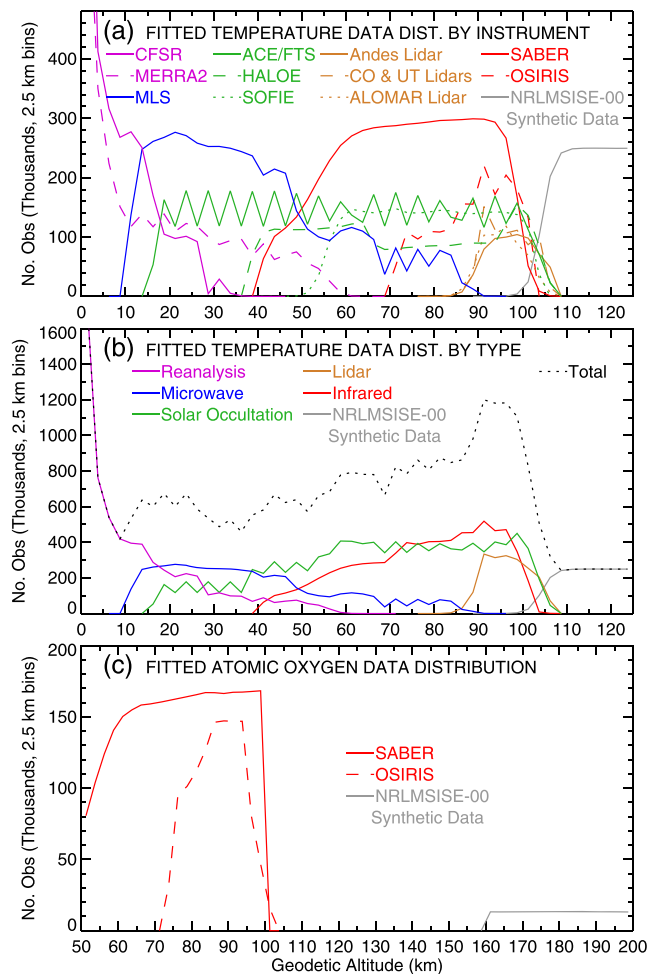 (a) FITTED TEMPERATURE DATA DIST. BY INSTRUMENT
CFSR ACE/FTS Andes Lidar SABER
MERRA2 HALOE CO & UT Lidars OSIRIS
MLS SOFIE ALOMAR Lidar NRLMSISE-00
Synthetic Data
No. Obs (Thousands, 2.5 km bins)
400
300
200
100
0
0 10 20 30 40 50 60 70 80 90 100 110 120
(b) FITTED TEMPERATURE DATA DIST. BY TYPE
Reanalysis Lidar Total
Microwave Infrared
Solar Occultation NRLMSISE-00
Synthetic Data
No. Obs (Thousands, 2.5 km bins)
1600
1400
1200
1000
800
600
400
200
0
0 10 20 30 40 50 60 70 80 90 100 110 120
(c) FITTED ATOMIC OXYGEN DATA DISTRIBUTION
SABER
OSIRIS
NRLMSISE-00
Synthetic Data
No. Obs (Thousands, 2.5 km bins)
200
150
100
50
0
50 60 70 80 90 100 110 120 130 140 150 160 170 180 190 200
Geodetic Altitude (km)